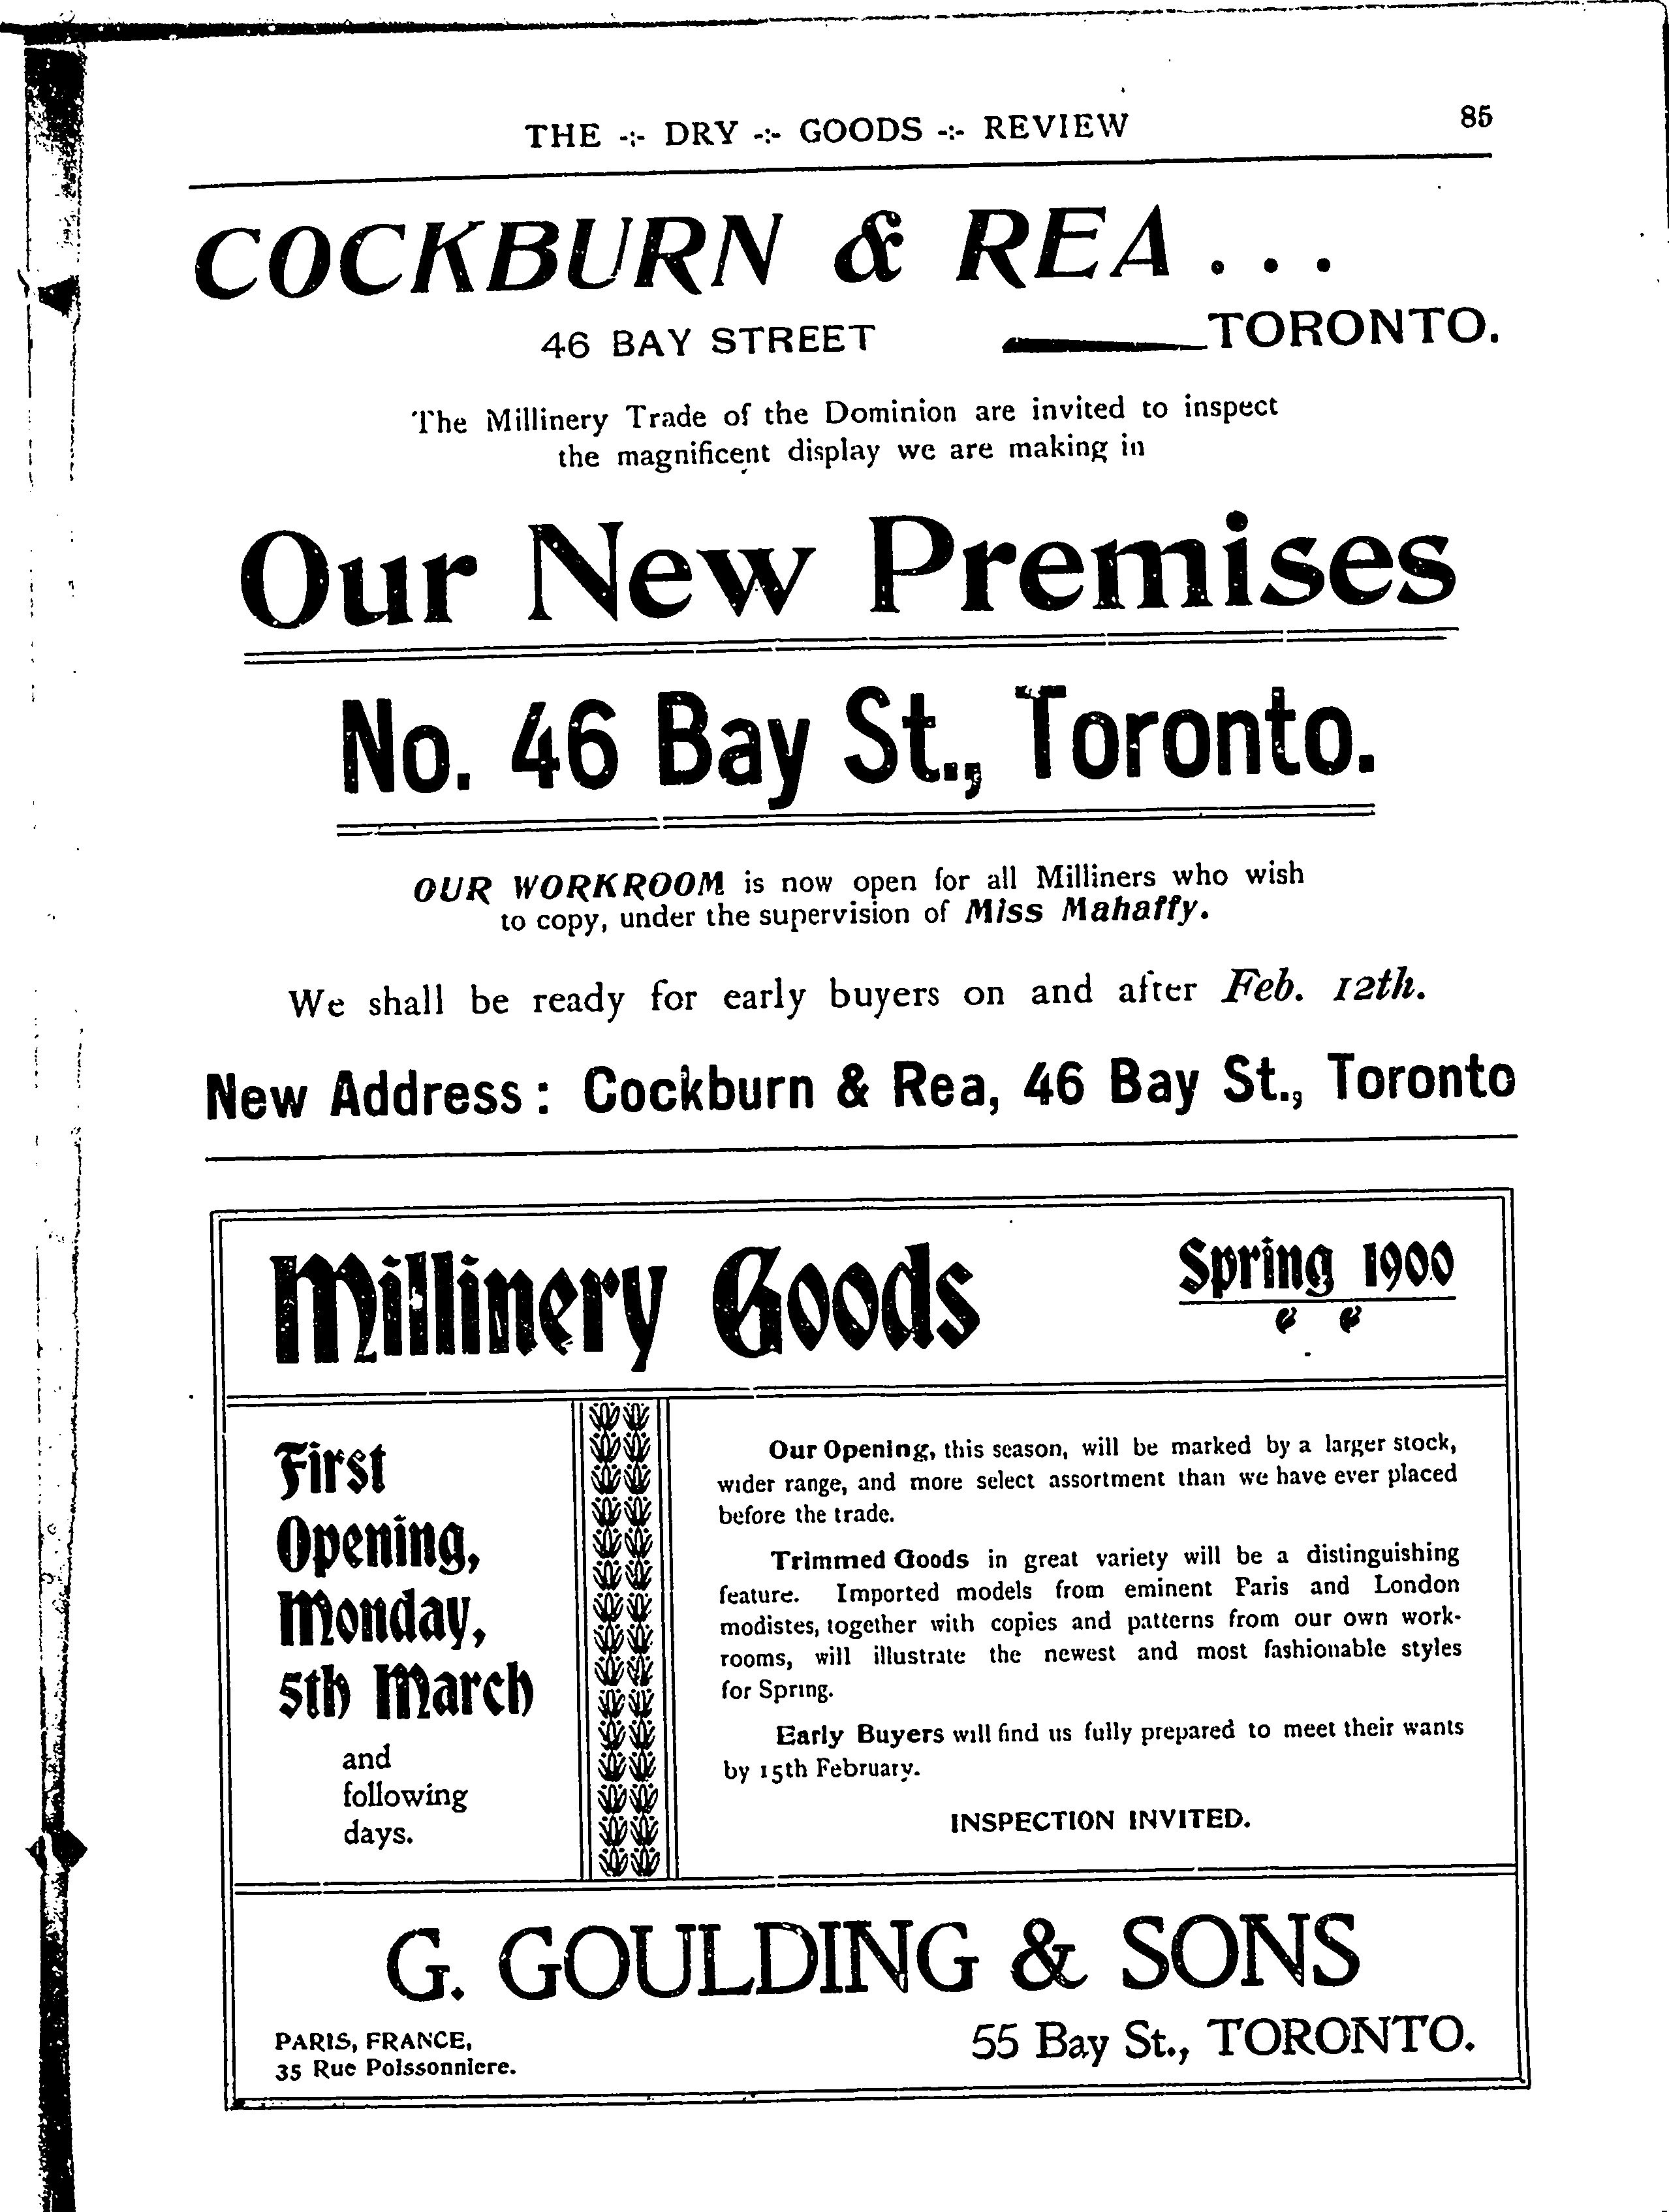 THE -:- DRY -:- GOODS -:- REVIEW 85
COCKBURN & REA . . .
46 BAY STREET TORONTO.
The Millinery Trade of the Dominion are invited to inspect
the magnificent display we are making in
Our New Premises
No. 46 Bay St., Toronto.
OUR WORKROOM is now open for all Milliners who wish
to copy, under the supervision of Miss Mahaffy.
We shall be ready for early buyers on and after Feb. 12th.
New Address : Cockburn & Rea, 46 Bay St., Toronto
Millinery Goods
Spring 1900
First
Opening,
Monday,
5th March
and
following
days.
Our Opening, this season, will be marked by a larger stock,
wider range, and more select assortment than we have ever placed
before the trade.
Trimmed Goods in great variety will be a distinguishing
feature. Imported models from eminent Paris and London
modistes, together with copies and patterns from our own work-
rooms, will illustrate the newest and most fashionable styles
for Spring.
Early Buyers will find us fully prepared to meet their wants
by 15th February.
INSPECTION INVITED.
G. GOULDING & SONS
PARIS, FRANCE,
35 Rue Poissonniere.
55 Bay St., TORONTO.